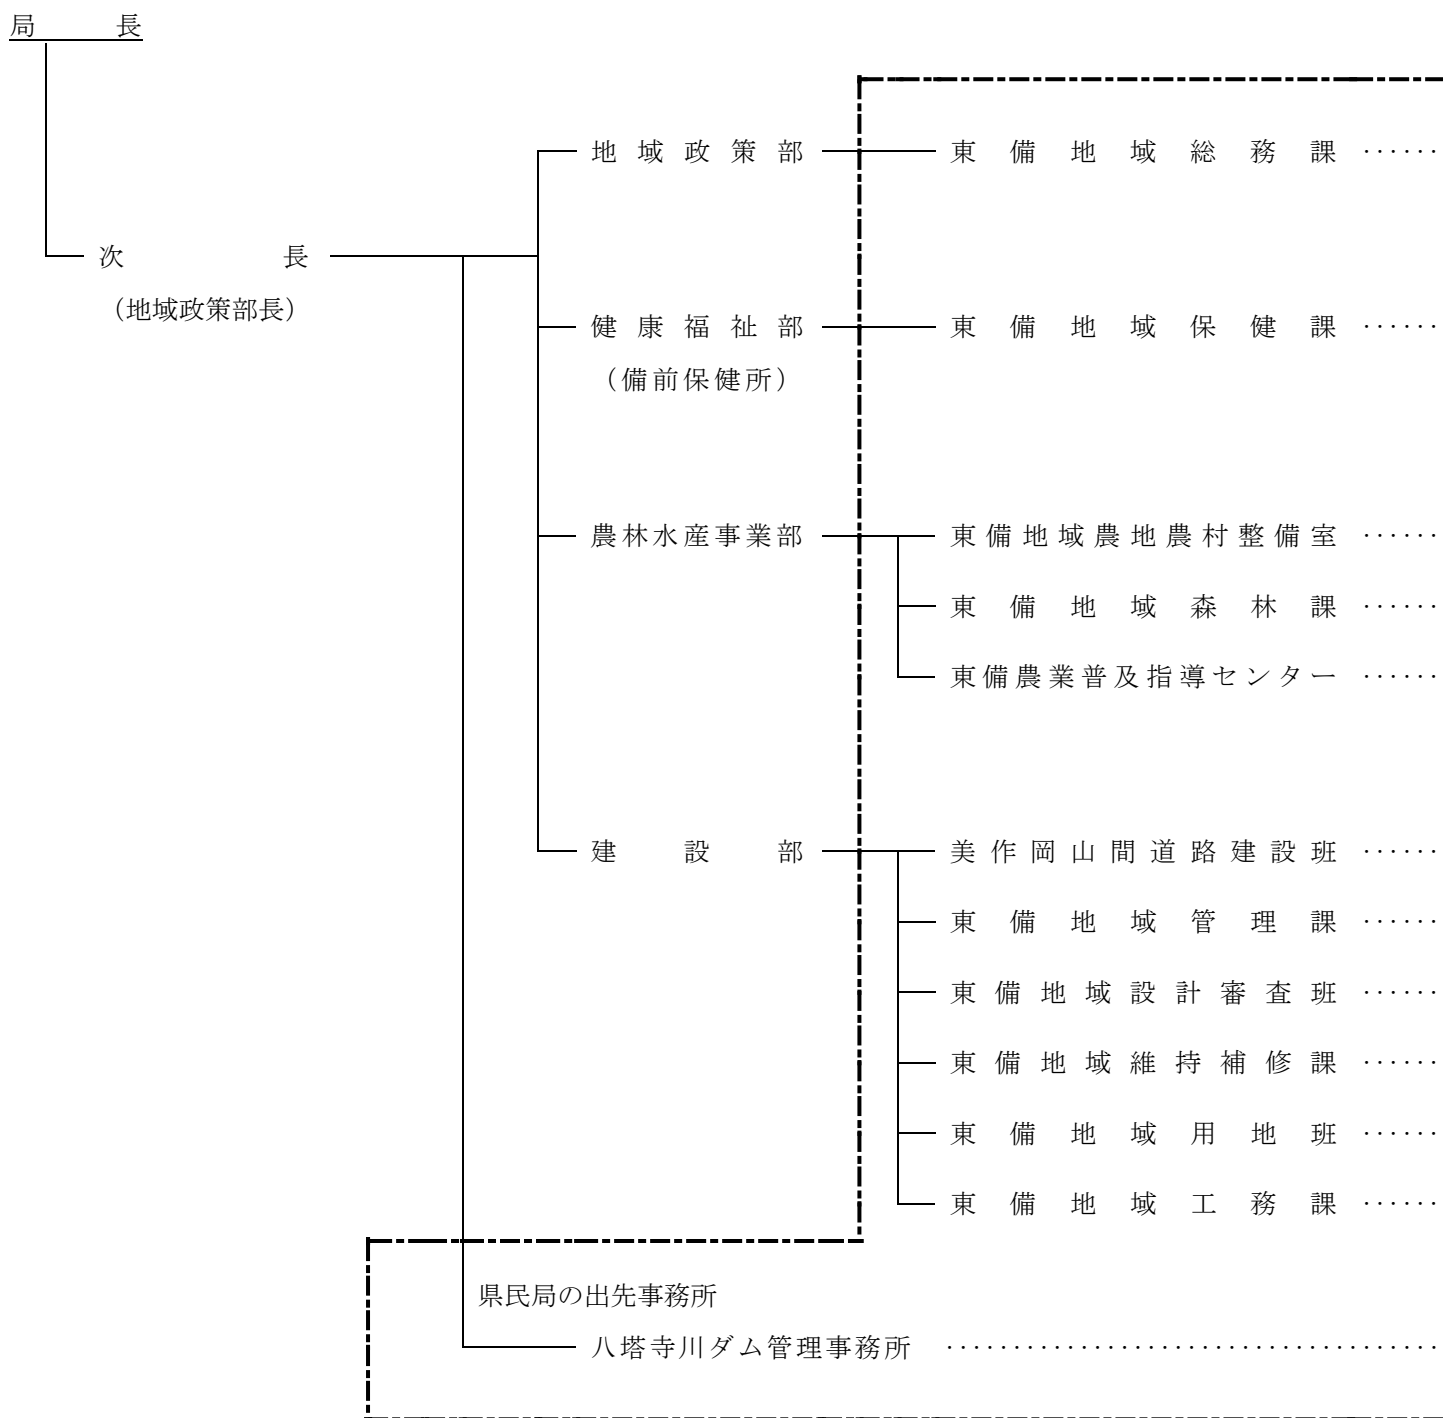 局長
地域政策部 東備地域総務課 ······
次長
（地域政策部長）
健康福祉部 東備地域保健課 ······
（備前保健所）
農林水産事業部 東備地域農地農村整備室 ······
東備地域森林課 ······
東備農業普及指導センター ······
建設部 美作岡山間道路建設班 ······
東備地域管理課 ······
東備地域設計審査班 ······
東備地域維持補修課 ······
東備地域用地班 ······
東備地域工務課 ······
県民局の出先事務所
八塔寺川ダム管理事務所 ·····································